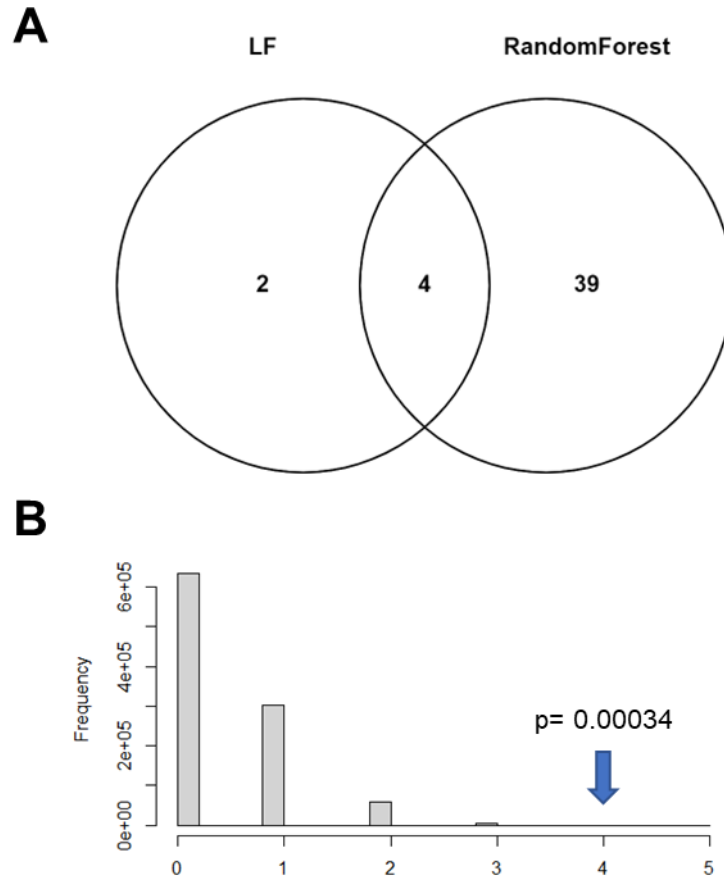 A
LF RandomForest
2 4 39
B
Frequency
6e+05
4e+05
2e+05
0e+00
p= 0.00034
0 1 2 3 4 5